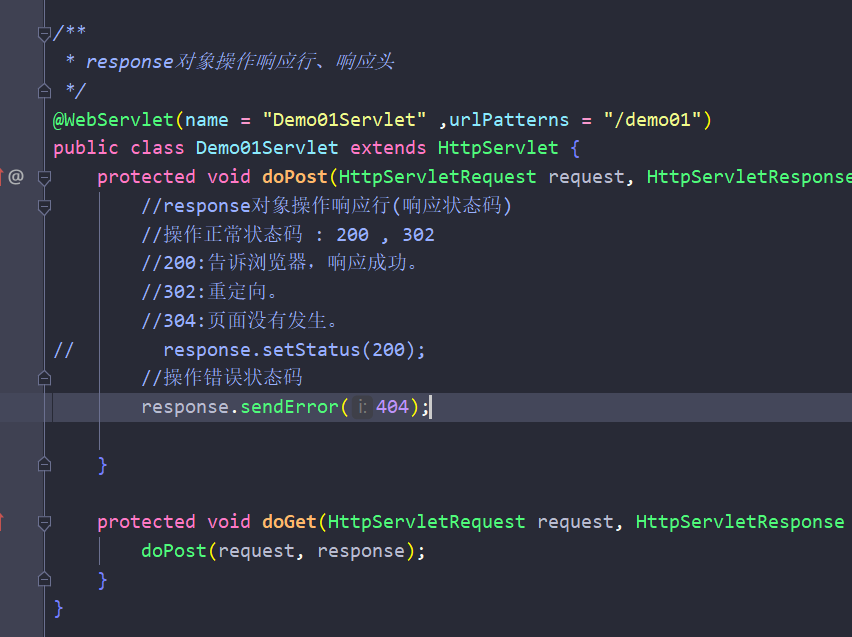 /**
 * response对象操作响应行、响应头
 */
@WebServlet(name = "Demo01Servlet" ,urlPatterns = "/demo01")
public class Demo01Servlet extends HttpServlet {
@ protected void doPost(HttpServletRequest request, HttpServletResponse
//response对象操作响应行(响应状态码)
//操作正常状态码 : 200 , 302
//200:告诉浏览器，响应成功。
//302:重定向。
//304:页面没有发生。
// response.setStatus(200);
//操作错误状态码
response.sendError( i: 404);
}
protected void doGet(HttpServletRequest request, HttpServletResponse
doPost(request, response);
}
}